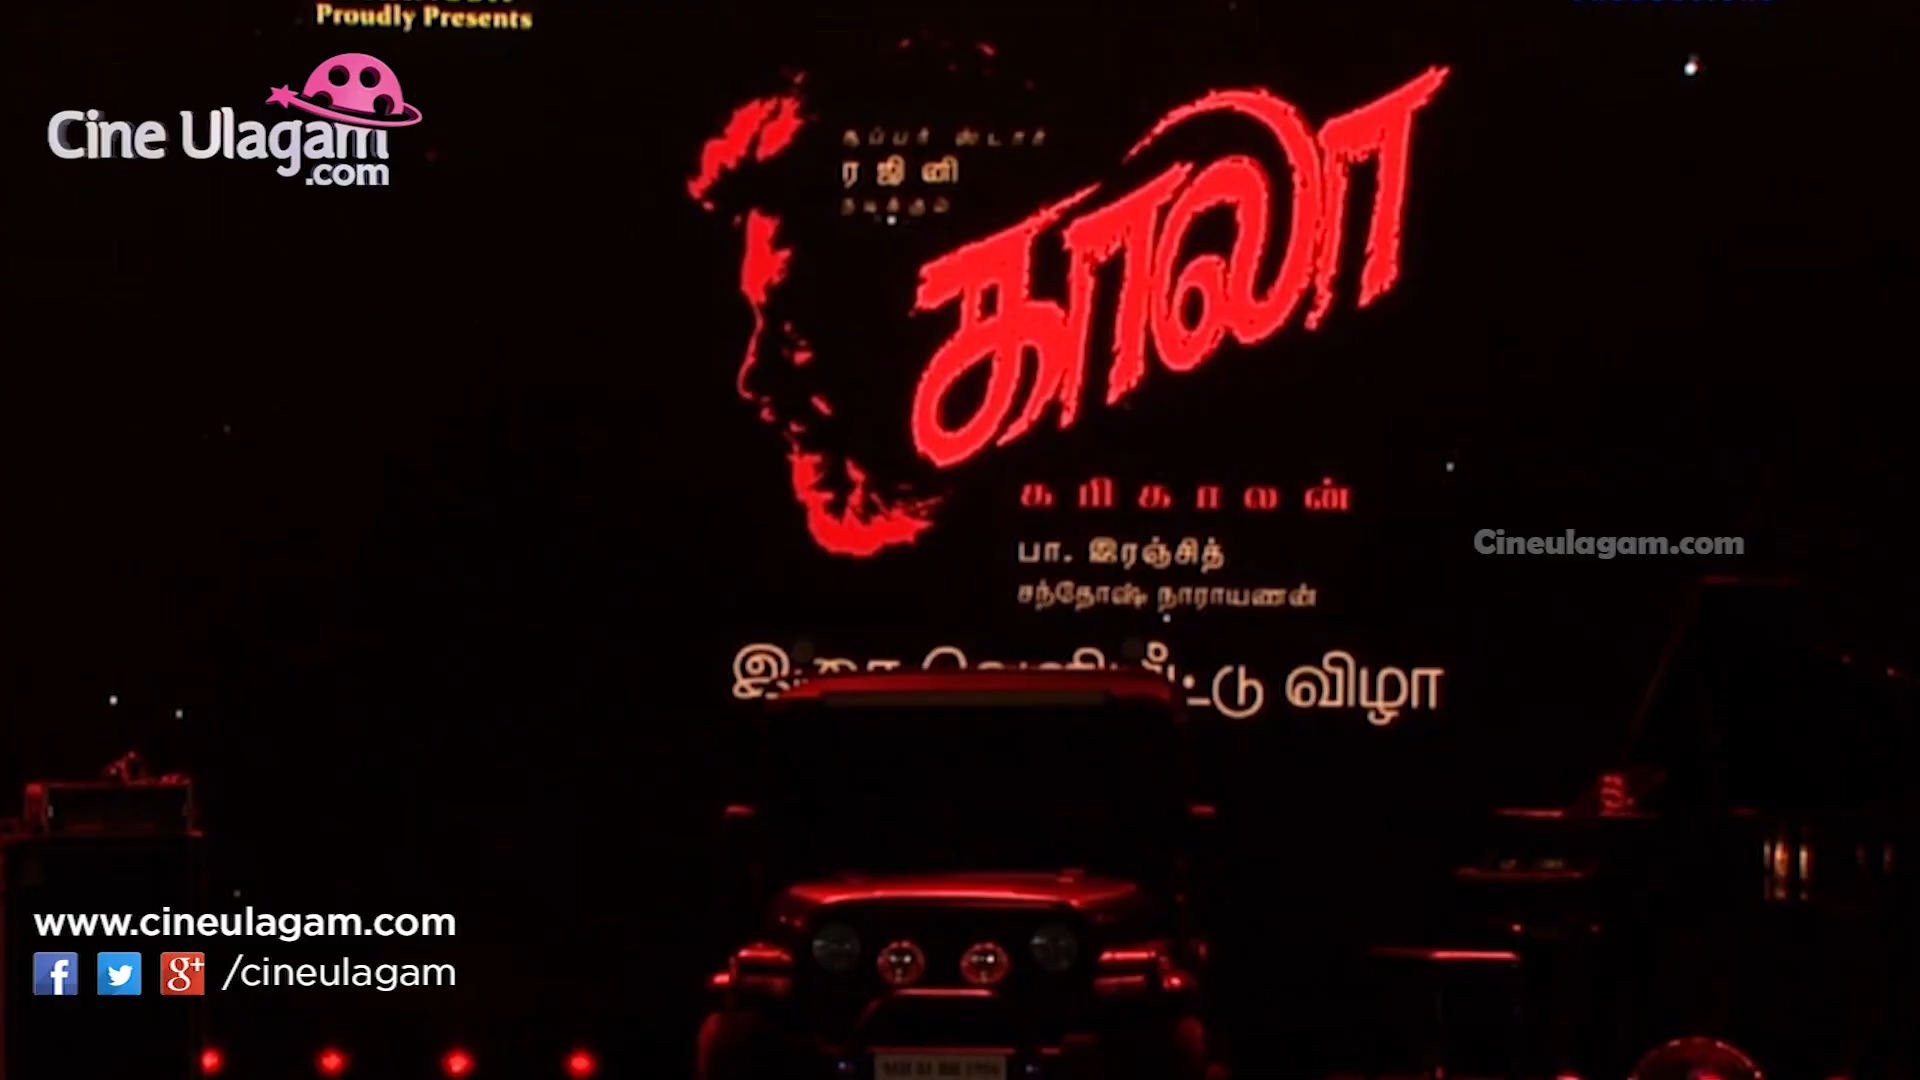 Proudly Presents
Cine Ulagam
.com
சூப்பர் ஸ்டார்
ரஜினி
நடிக்கும்
காலா
கரிகாலன்
பா. இரஞ்சித்
சந்தோஷ் நாராயணன்
Cineulagam.com
விழா
www.cineulagam.com
/cineulagam